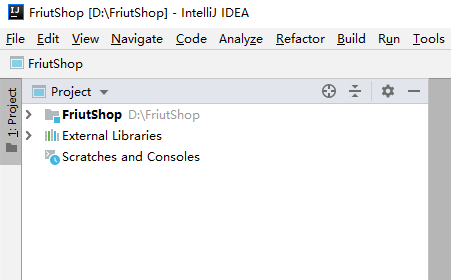 FriutShop [D:\FriutShop] - IntelliJ IDEA
File Edit View Navigate Code Analyze Refactor Build Run Tools
FriutShop
1: Project
Project
FriutShop D:\FriutShop
External Libraries
Scratches and Consoles